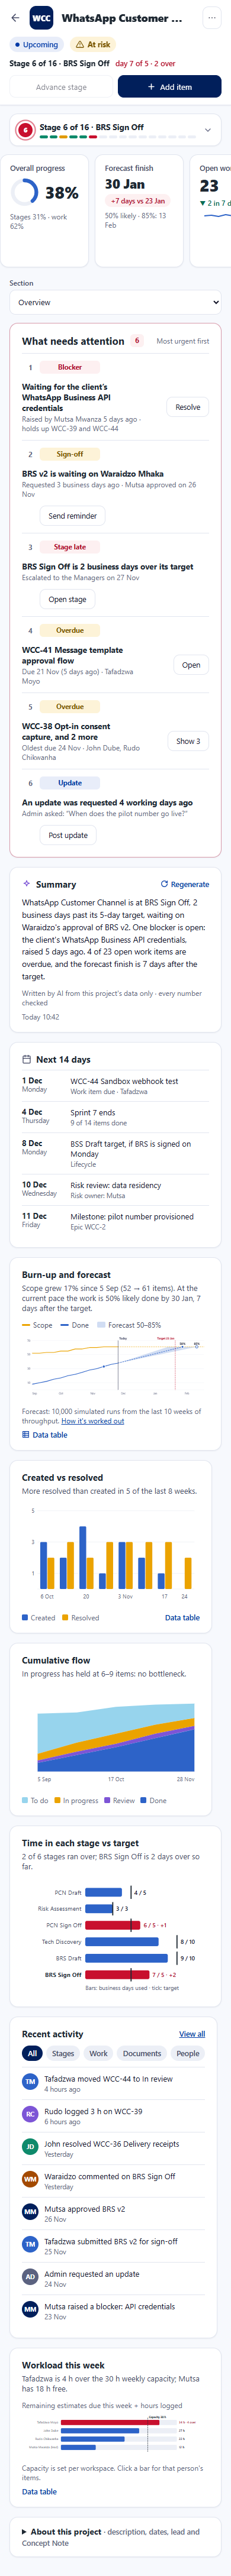 WCC
WhatsApp Customer ...
Upcoming
At risk
Stage 6 of 16 · BRS Sign Off day 7 of 5 · 2 over
Advance stage
+ Add item
6
Stage 6 of 16 · BRS Sign Off
Overall progress
38%
Stages 31% · work
62%
Forecast finish
30 Jan
+7 days vs 23 Jan
50% likely · 85%: 13
Feb
Open wo
23
▼ 2 in 7 d
Section
Overview
What needs attention 6
Most urgent first
1 Blocker
Waiting for the client's
WhatsApp Business API
credentials
Raised by Mutsa Mwanza 5 days ago ·
holds up WCC-39 and WCC-44
Resolve
2 Sign-off
BRS v2 is waiting on Waraidzo Mhaka
Requested 3 business days ago · Mutsa approved on 26
Nov
Send reminder
3 Stage late
BRS Sign Off is 2 business days over its target
Escalated to the Managers on 27 Nov
Open stage
4 Overdue
WCC-41 Message template
approval flow
Due 21 Nov (5 days ago) · Tafadzwa
Moyo
Open
5 Overdue
WCC-38 Opt-in consent
capture, and 2 more
Oldest due 24 Nov · John Dube, Rudo
Chikwanha
Show 3
6 Update
An update was requested 4 working days ago
Admin asked: "When does the pilot number go live?"
Post update
Summary
Regenerate
WhatsApp Customer Channel is at BRS Sign Off, 2
business days past its 5-day target, waiting on
Waraidzo's approval of BRS v2. One blocker is open:
the client's WhatsApp Business API credentials,
raised 5 days ago. 4 of 23 open work items are
overdue, and the forecast finish is 7 days after the
target.
Written by AI from this project's data only · every number
checked
Today 10:42
Next 14 days
1 Dec
Monday
WCC-44 Sandbox webhook test
Work item due · Tafadzwa
4 Dec
Thursday
Sprint 7 ends
9 of 14 items done
8 Dec
Monday
BSS Draft target, if BRS is signed on
Monday
Lifecycle
10 Dec
Wednesday
Risk review: data residency
Risk owner: Mutsa
11 Dec
Friday
Milestone: pilot number provisioned
Epic WCC-2
Burn-up and forecast
Scope grew 17% since 5 Sep (52 → 61 items). At
the current pace the work is 50% likely done by 30 Jan, 7
days after the target.
Scope
Done
Forecast 50–85%
Today
Forecast: 10,000 simulated runs from the last 10 weeks of
throughput. How it's worked out
Data table
Created vs resolved
More resolved than created in 5 of the last 8 weeks.
5
3
1
6 Oct
20
3 Nov
17
24
Created
Resolved
Data table
Cumulative flow
In progress has held at 6–9 items: no bottleneck.
5 Sep
17 Oct
28 Nov
To do
In progress
Review
Done
Time in each stage vs target
2 of 6 stages ran over; BRS Sign Off is 2 days over so
far.
PCN Draft 4 / 5
Risk Assessment 3 / 3
PCN Sign Off 6 / 5 · +1
Tech Discovery 8 / 10
BRS Draft 9 / 10
BRS Sign Off 7 / 5 · +2
Bars: business days used · tick: target
Recent activity
View all
All
Stages
Work
Documents
People
TM Tafadzwa moved WCC-44 to In review
4 hours ago
RC Rudo logged 3 h on WCC-39
6 hours ago
JD John resolved WCC-36 Delivery receipts
Yesterday
WM Waraidzo commented on BRS Sign Off
Yesterday
MM Mutsa approved BRS v2
26 Nov
TM Tafadzwa submitted BRS v2 for sign-off
25 Nov
AD Admin requested an update
24 Nov
MM Mutsa raised a blocker: API credentials
23 Nov
Workload this week
Tafadzwa is 4 h over the 30 h weekly capacity; Mutsa
has 18 h free.
Remaining estimates due this week + hours logged
Capacity is set per workspace. Click a bar for that person's
items.
Data table
About this project · description, dates, lead and
Concept Note